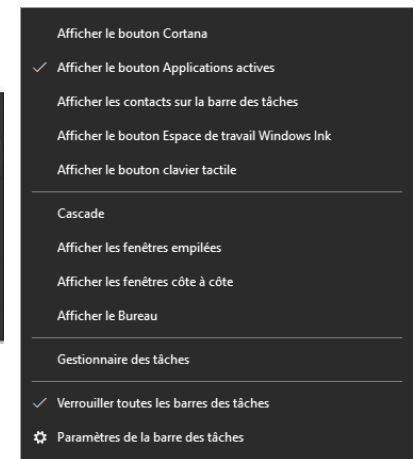 Afficher le bouton Cortana
Afficher le bouton Applications actives
Afficher les contacts sur la barre des tâches
Afficher le bouton Espace de travail Windows Ink
Afficher le bouton clavier tactile
Cascade
Afficher les fenêtres empilées
Afficher les fenêtres côte à côte
Afficher le Bureau
Gestionnaire des tâches
Verrouiller toutes les barres des tâches
Paramètres de la barre des tâches